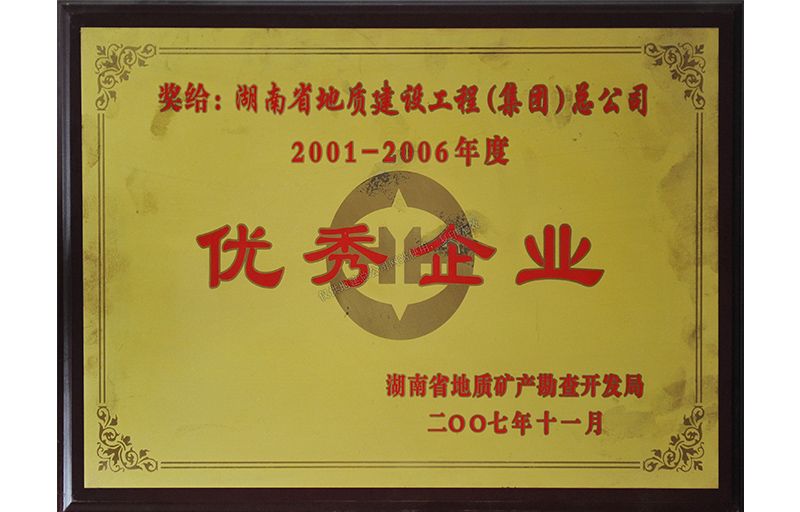 奖给：湖南省地质建设工程(集团)总公司
2001-2006年度
优秀企业
湖南省地质矿产勘查开发局
二〇〇七年十一月